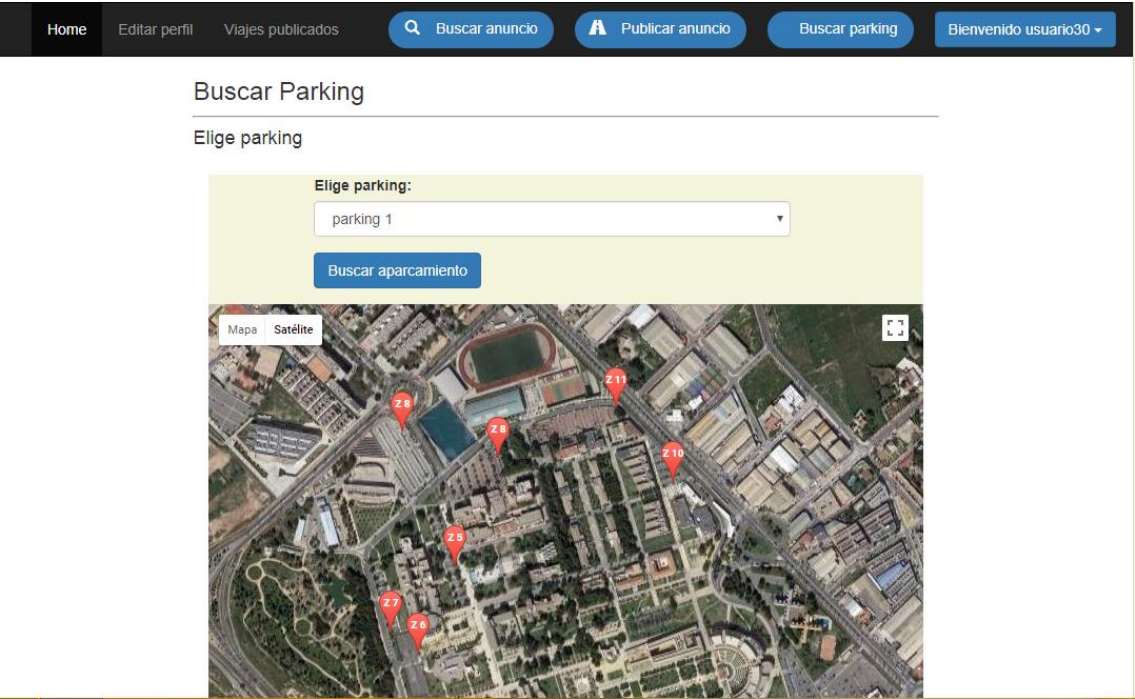 Home Editar perfil Viajes publicados Buscar anuncio Publicar anuncio Buscar parking Bienvenido usuario30
Buscar Parking
Elige parking
Elige parking:
parking 1
Buscar aparcamiento
Mapa Satélite
Z 11
Z 8
Z 8
Z 10
Z 5
Z 7
Z 6